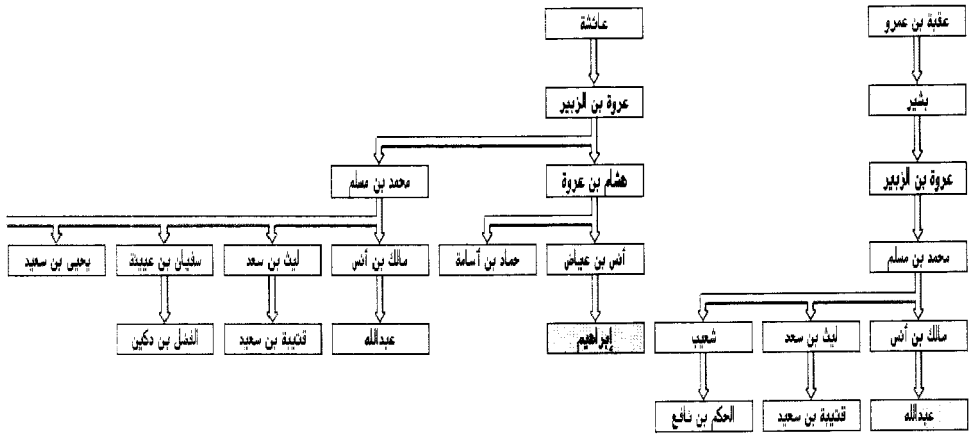 عقبة بن عمرو
عائشة
بشير
عروة بن الزبير
عروة بن الزبير
هشام بن عروة
محمد بن مسلم
محمد بن مسلم
أنس بن عياض
حماد بن أسامة
مالك بن أنس
ليث بن سعد
سفيان بن عيينة
يحيى بن سعيد
مالك بن أنس
ليث بن سعد
شعيب
إبراهيم
عبدالله
قتيبة بن سعيد
الفضل بن دكين
عبدالله
قتيبة بن سعيد
الحكم بن نافع